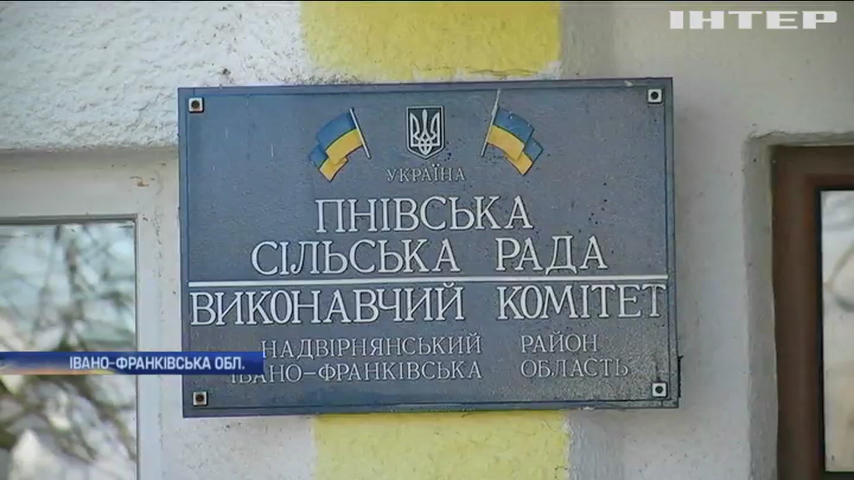 ІНТЕР
УКРАЇНА
ПНІВСЬКА
СІЛЬСЬКА РАДА
ВИКОНАВЧИЙ КОМІТЕТ
НАДВІРНЯНСЬКИЙ РАЙОН
ІВАНО-ФРАНКІВСЬКА ОБЛАСТЬ
ІВАНО-ФРАНКІВСЬКА ОБЛ.